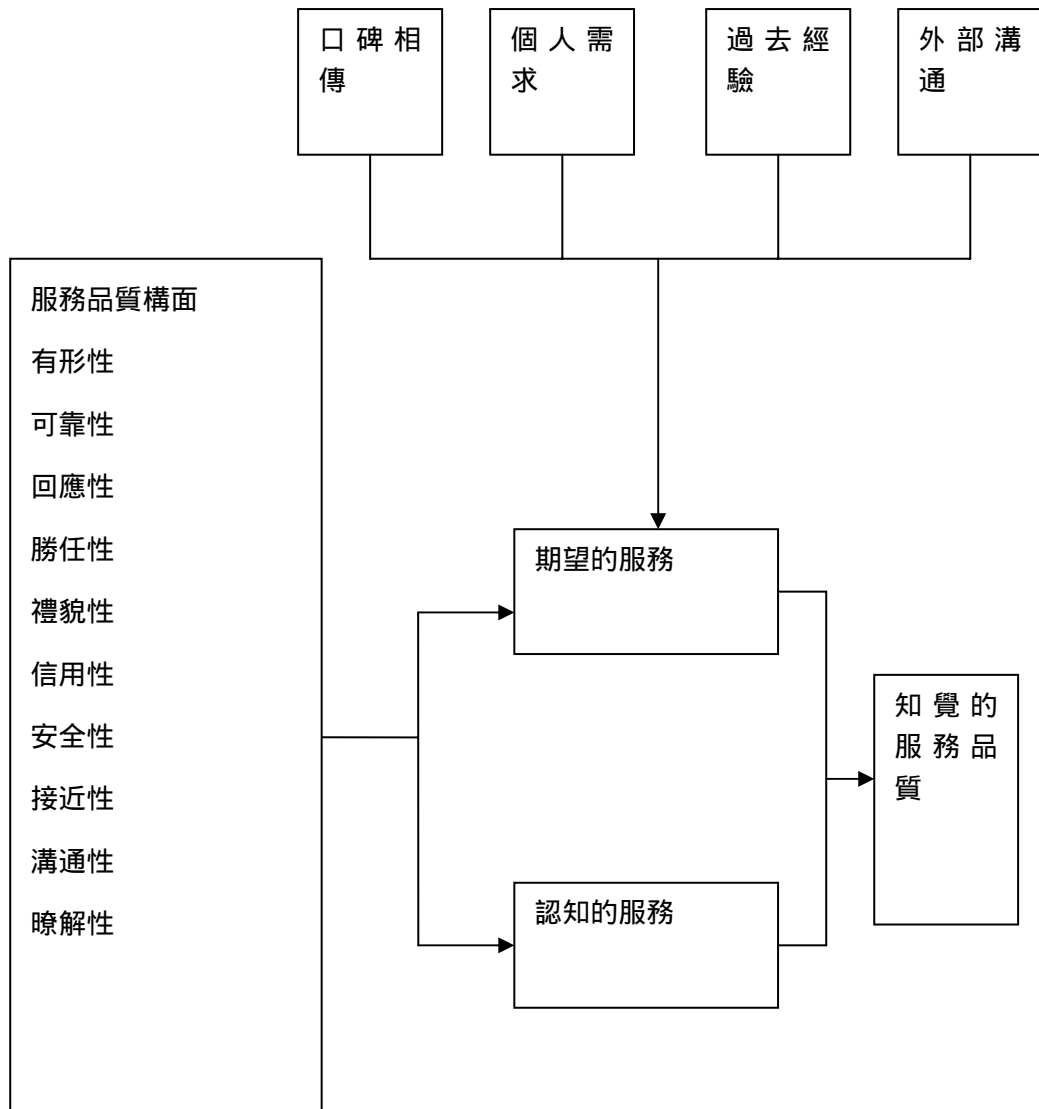 口碑相
傳
個人需
求
過去經
驗
外部溝
通
服務品質構面
有形性
可靠性
回應性
勝任性
禮貌性
信用性
安全性
接近性
溝通性
暸解性
期望的服務
認知的服務
知覺的
服務品
質